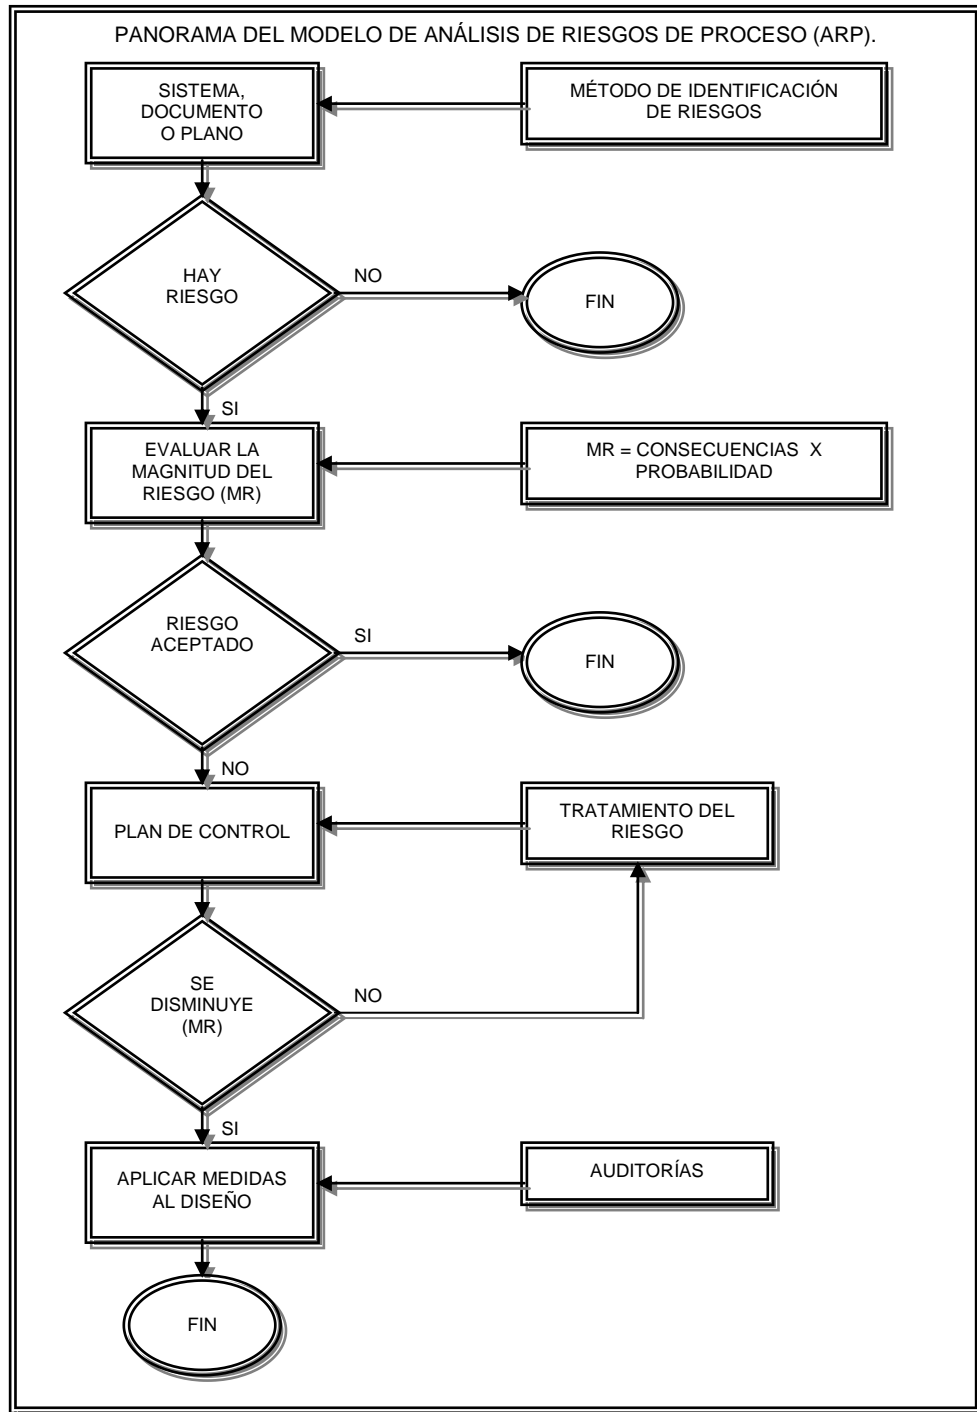 PANORAMA DEL MODELO DE ANÁLISIS DE RIESGOS DE PROCESO (ARP).
SISTEMA,
DOCUMENTO
O PLANO
MÉTODO DE IDENTIFICACIÓN
DE RIESGOS
HAY
RIESGO
NO
FIN
SI
EVALUAR LA
MAGNITUD DEL
RIESGO (MR)
MR = CONSECUENCIAS X
PROBABILIDAD
RIESGO
ACEPTADO
SI
FIN
NO
PLAN DE CONTROL
TRATAMIENTO DEL
RIESGO
SE
DISMINUYE
(MR)
NO
SI
APLICAR MEDIDAS
AL DISEÑO
AUDITORÍAS
FIN